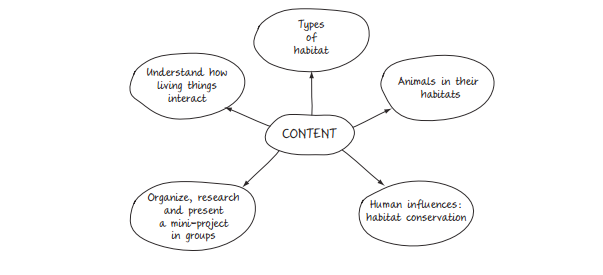 Types
of
habitat
Understand how
living things
interact
Animals in their
habitats
CONTENT
Organize, research
and present
a mini-project
in groups
Human influences:
habitat conservation